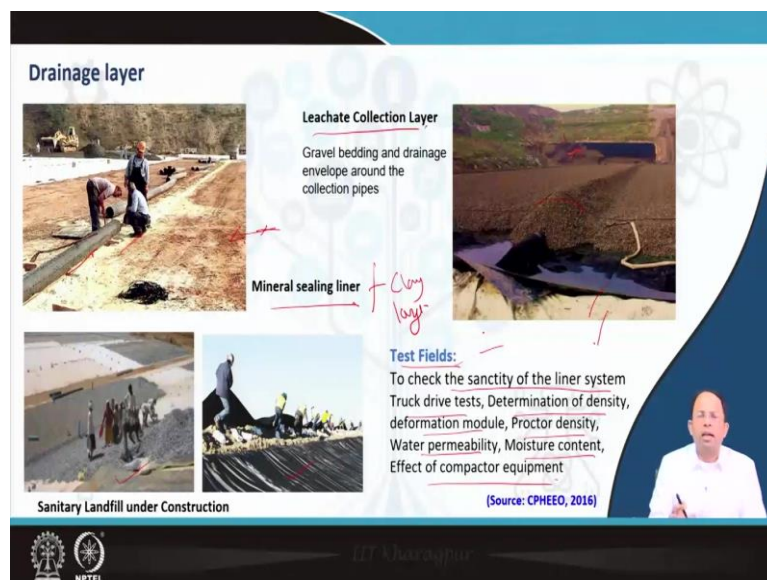 Drainage layer
Leachate Collection Layer
Gravel bedding and drainage
envelope around the
collection pipes
Mineral sealing liner
Clay
layer
Test Fields:
To check the sanctity of the liner system
Truck drive tests, Determination of density,
deformation module, Proctor density,
Water permeability, Moisture content,
Effect of compactor equipment
(Source: CPHEEO, 2016)
Sanitary Landfill under Construction
IIT Kharagpur
NPTEL